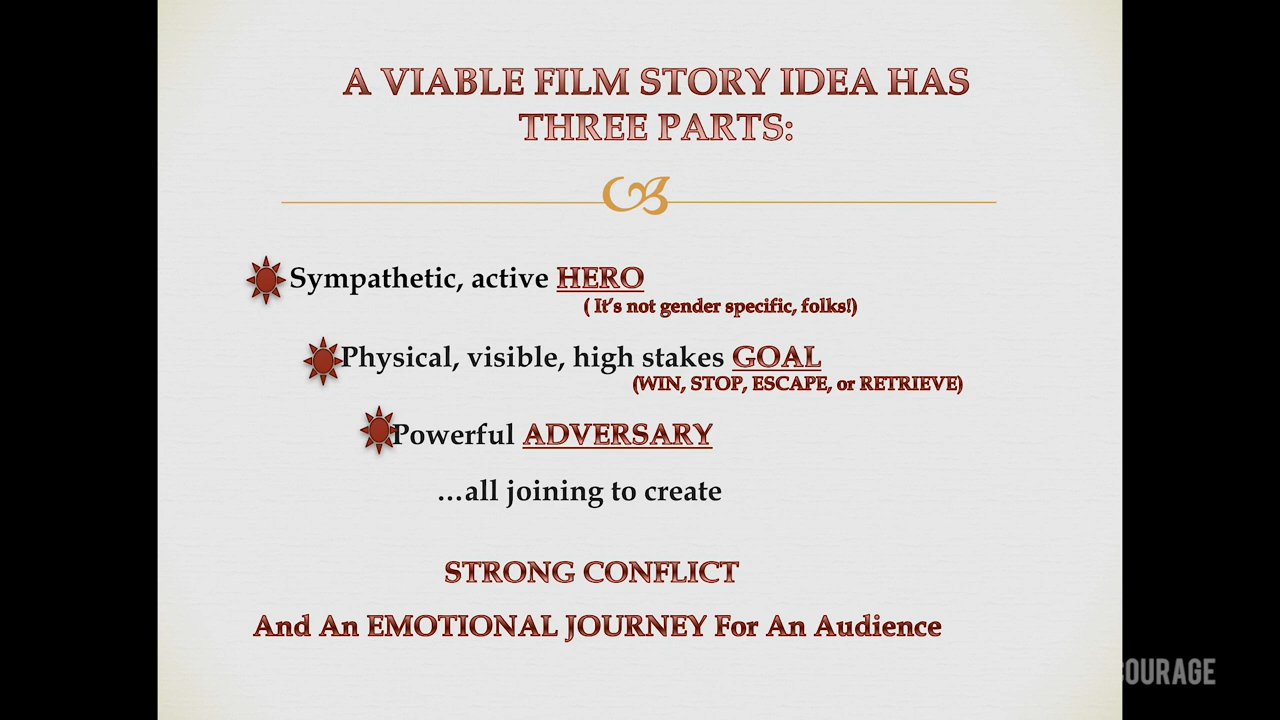 A VIABLE FILM STORY IDEA HAS
THREE PARTS:
Sympathetic, active HERO
( It’s not gender specific, folks!)
Physical, visible, high stakes GOAL
(WIN, STOP, ESCAPE, or RETRIEVE)
Powerful ADVERSARY
…all joining to create
STRONG CONFLICT
And An EMOTIONAL JOURNEY For An Audience